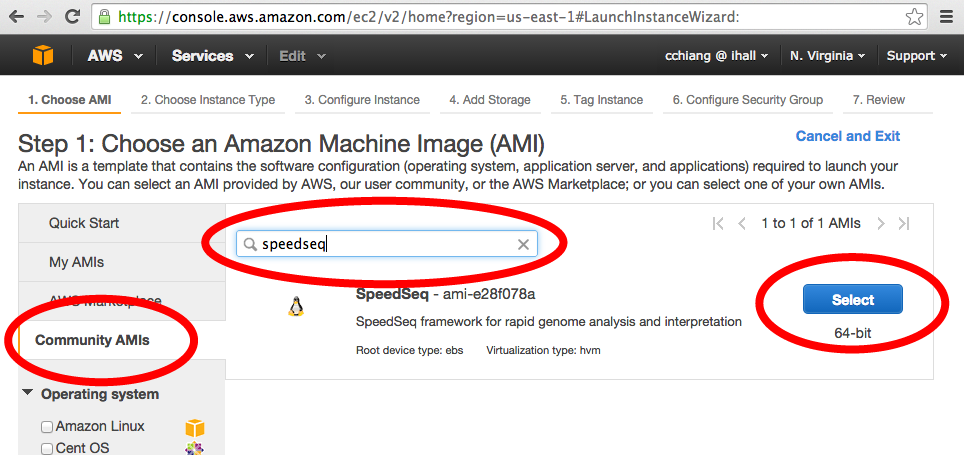 https://console.aws.amazon.com/ec2/v2/home?region=us-east-1#LaunchInstanceWizard:
AWS Services Edit cchiang @ ihall N. Virginia Support
1. Choose AMI 2. Choose Instance Type 3. Configure Instance 4. Add Storage 5. Tag Instance 6. Configure Security Group 7. Review
Step 1: Choose an Amazon Machine Image (AMI)
Cancel and Exit
An AMI is a template that contains the software configuration (operating system, application server, and applications) required to launch your
instance. You can select an AMI provided by AWS, our user community, or the AWS Marketplace; or you can select one of your own AMIs.
Quick Start
My AMIs
AWS Marketplace
Community AMIs
Operating system
Amazon Linux
Cent OS
speedseq
1 to 1 of 1 AMIs
SpeedSeq - ami-e28f078a
SpeedSeq framework for rapid genome analysis and interpretation
Root device type: ebs Virtualization type: hvm
Select
64-bit